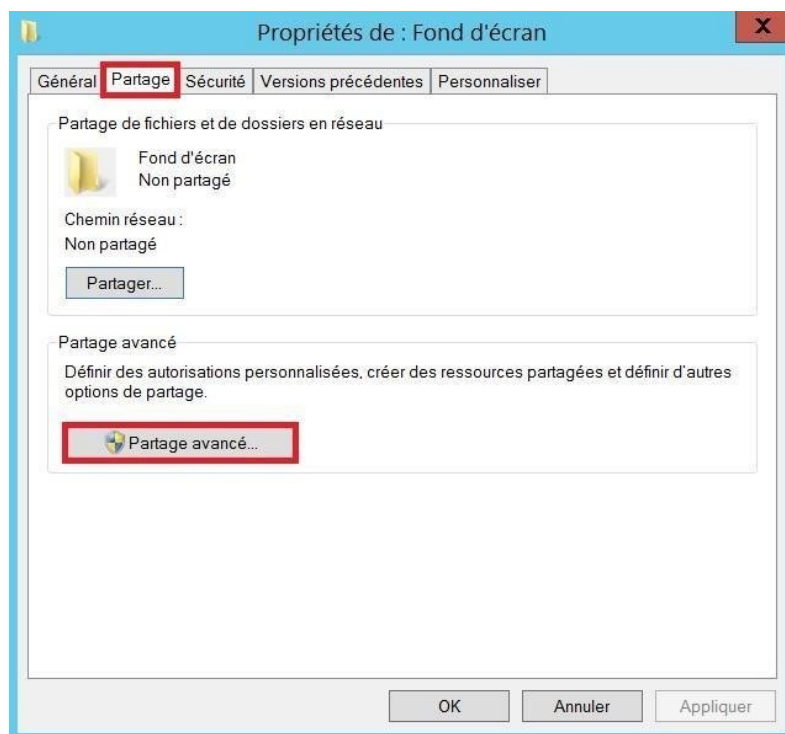 Propriétés de : Fond d'écran
X
Général Partage Sécurité Versions précédentes Personnaliser
Partage de fichiers et de dossiers en réseau
Fond d'écran
Non partagé
Chemin réseau :
Non partagé
Partager...
Partage avancé
Définir des autorisations personnalisées, créer des ressources partagées et définir d'autres
options de partage.
Partage avancé...
OK Annuler Appliquer